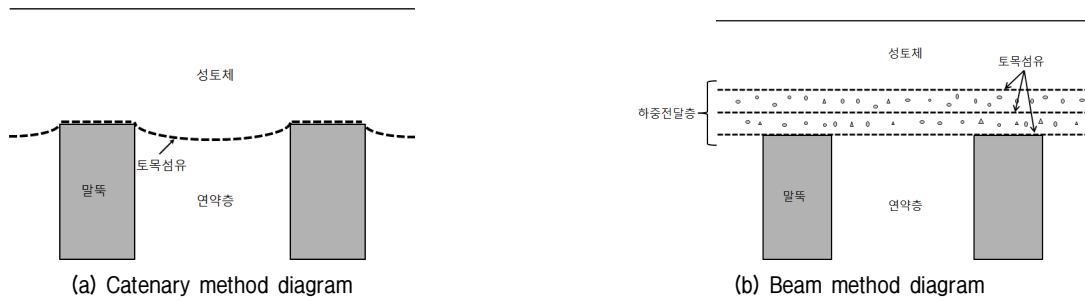 성토체
토목섬유
말뚝
연약층
(a) Catenary method diagram
성토체
토목섬유
하중전달층
말뚝
연약층
(b) Beam method diagram